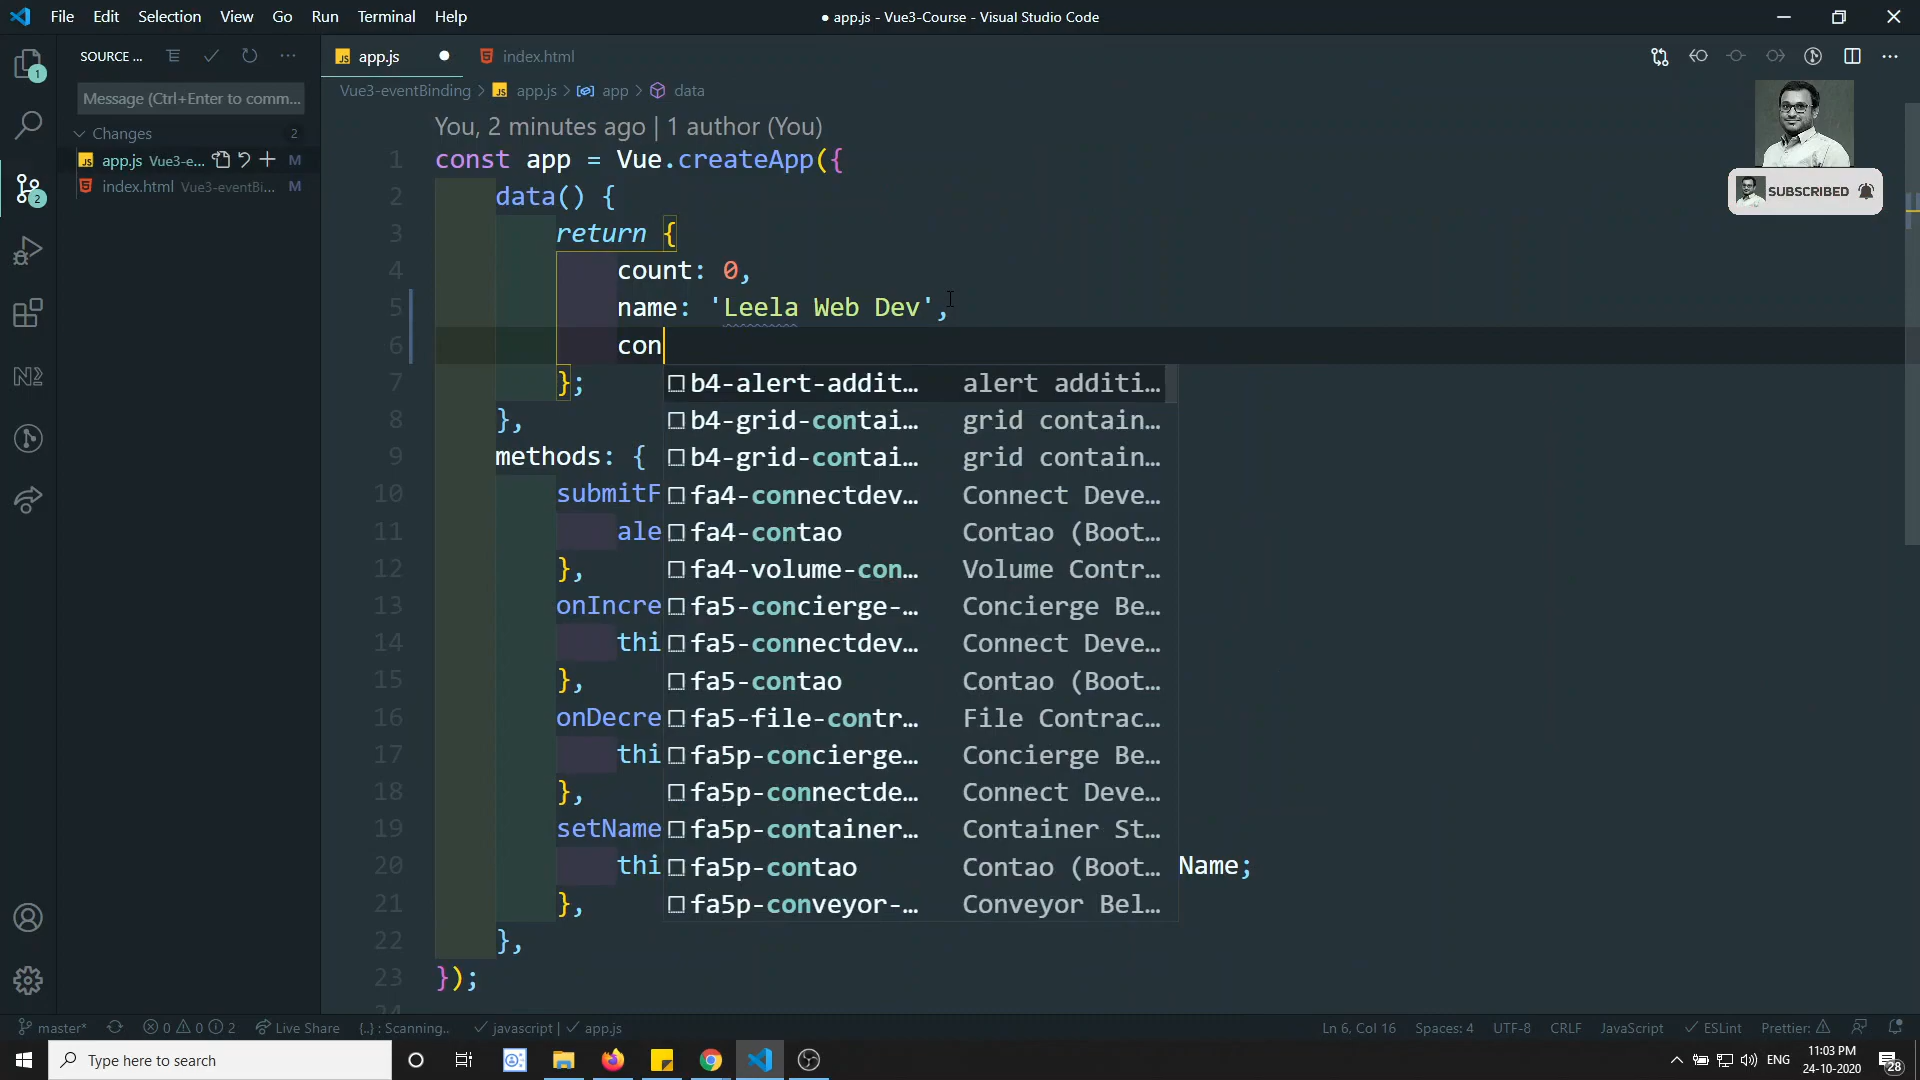 File Edit Selection View Go Run Terminal Help
● app.js - Vue3-Course - Visual Studio Code
SOURCE ...
Message (Ctrl+Enter to comm...
Changes 2
app.js Vue3-e... M
index.html Vue3-eventBi... M
1
2
app.js
index.html
Vue3-eventBinding > app.js > app > data
You, 2 minutes ago | 1 author (You)
1 const app = Vue.createApp({
2 data() {
3 return {
4 count: 0,
5 name: 'Leela Web Dev',
6 con
7 };
8 },
9 methods: {
10 submitF
11 ale
12 },
13 onIncre
14 thi
15 },
16 onDecre
17 thi
18 },
19 setName
20 thi Name;
21 },
22 },
23 });
24
b4-alert-addit... alert additi...
b4-grid-contai... grid contain...
b4-grid-contai... grid contain...
fa4-connectdev... Connect Deve...
fa4-contao Contao (Boot...
fa4-volume-con... Volume Contr...
fa5-concierge-... Concierge Be...
fa5-connectdev... Connect Deve...
fa5-contao Contao (Boot...
fa5-file-contr... File Contrac...
fa5p-concierge... Concierge Be...
fa5p-connectde... Connect Deve...
fa5p-container... Container St...
fa5p-contao Contao (Boot...
fa5p-conveyor-... Conveyor Bel...
SUBSCRIBED
master* 0 0 2 Live Share {..} : Scanning.. javascript | app.js Ln 6, Col 16 Spaces: 4 UTF-8 CRLF JavaScript ESLint Prettier:
Type here to search
ENG
11:03 PM
24-10-2020
28